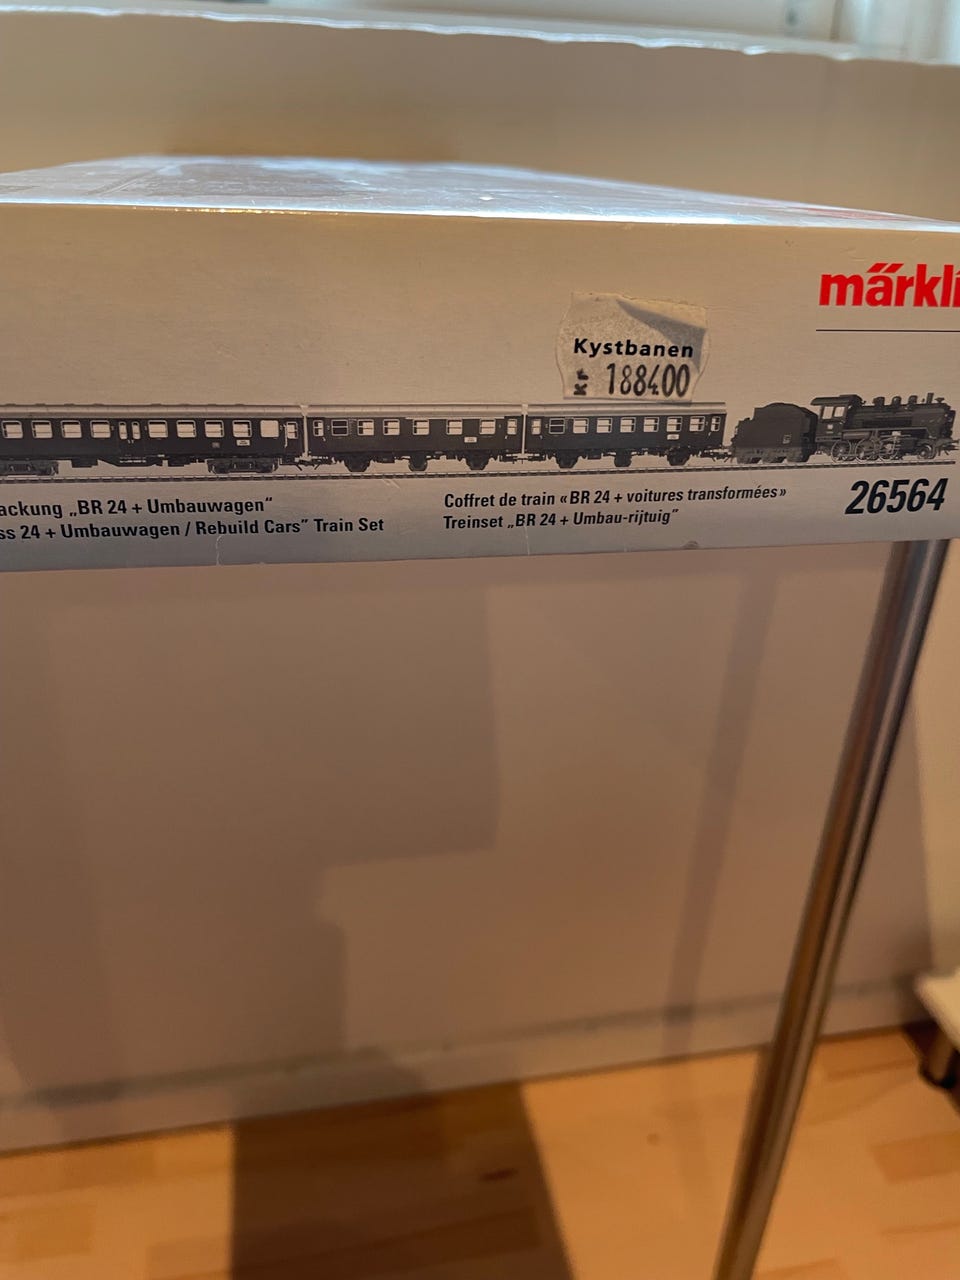 märkli
Kystbanen
kr 188400
ackung „BR 24 + Umbauwagen“
ss 24 + Umbauwagen / Rebuild Cars” Train Set
Coffret de train «BR 24 + voitures transformées»
Treinset „BR 24 + Umbau-rijtuig”
26564